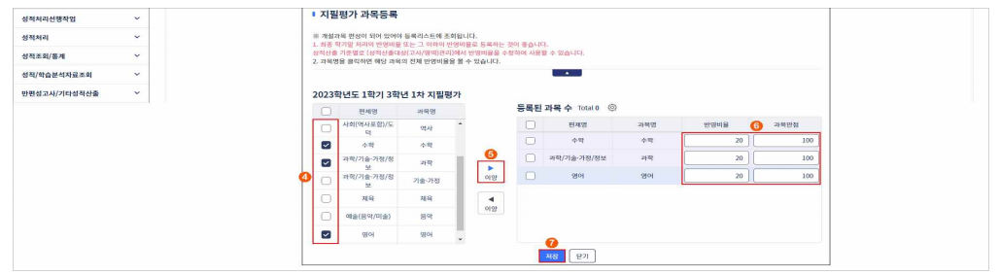 성적처리선행작업
성적처리
성적조회/통계
성적/학습분석자료조회
반편성고사/기타성적산출
지필평가 과목등록
※ 개설과목 편성이 되어 있어야 등록리스트에 조회됩니다.
1. 최종 학기말 처리의 반영비율 또는 그 이하의 반영비율로 등록하는 것이 좋습니다.
성적산출 기준별로 [성적산출대상(고사/영역)관리]에서 반영비율을 수정하여 사용할 수 있습니다.
2. 과목명을 클릭하면 해당 과목의 전체 반영비율을 볼 수 있습니다.
2023학년도 1학기 3학년 1차 지필평가
편제명 과목명
사회(역사포함)/도덕 역사
수학 수학
과학/기술·가정/정보 과학
과학/기술·가정/정보 기술·가정
체육 체육
예술(음악/미술) 음악
영어 영어
4
5
▶
이양
◀
이양
등록된 과목 수 Total 0
편제명 과목명 반영비율 6 과목만점
수학 수학 20 100
과학/기술·가정/정보 과학 20 100
영어 영어 20 100
7
저장 닫기